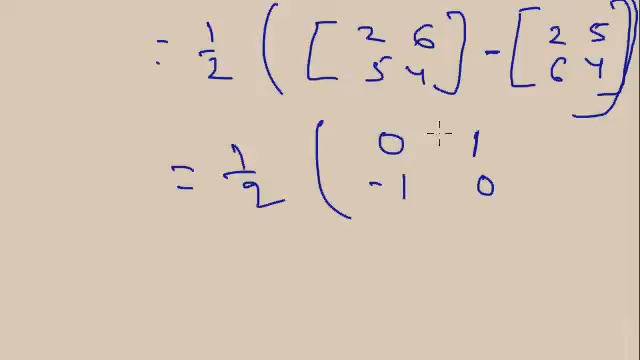 = 1/2 ( [ 2 6 ] - [ 2 5 ] )
5 4 6 4
= 1/2 ( 0 1
-1 0